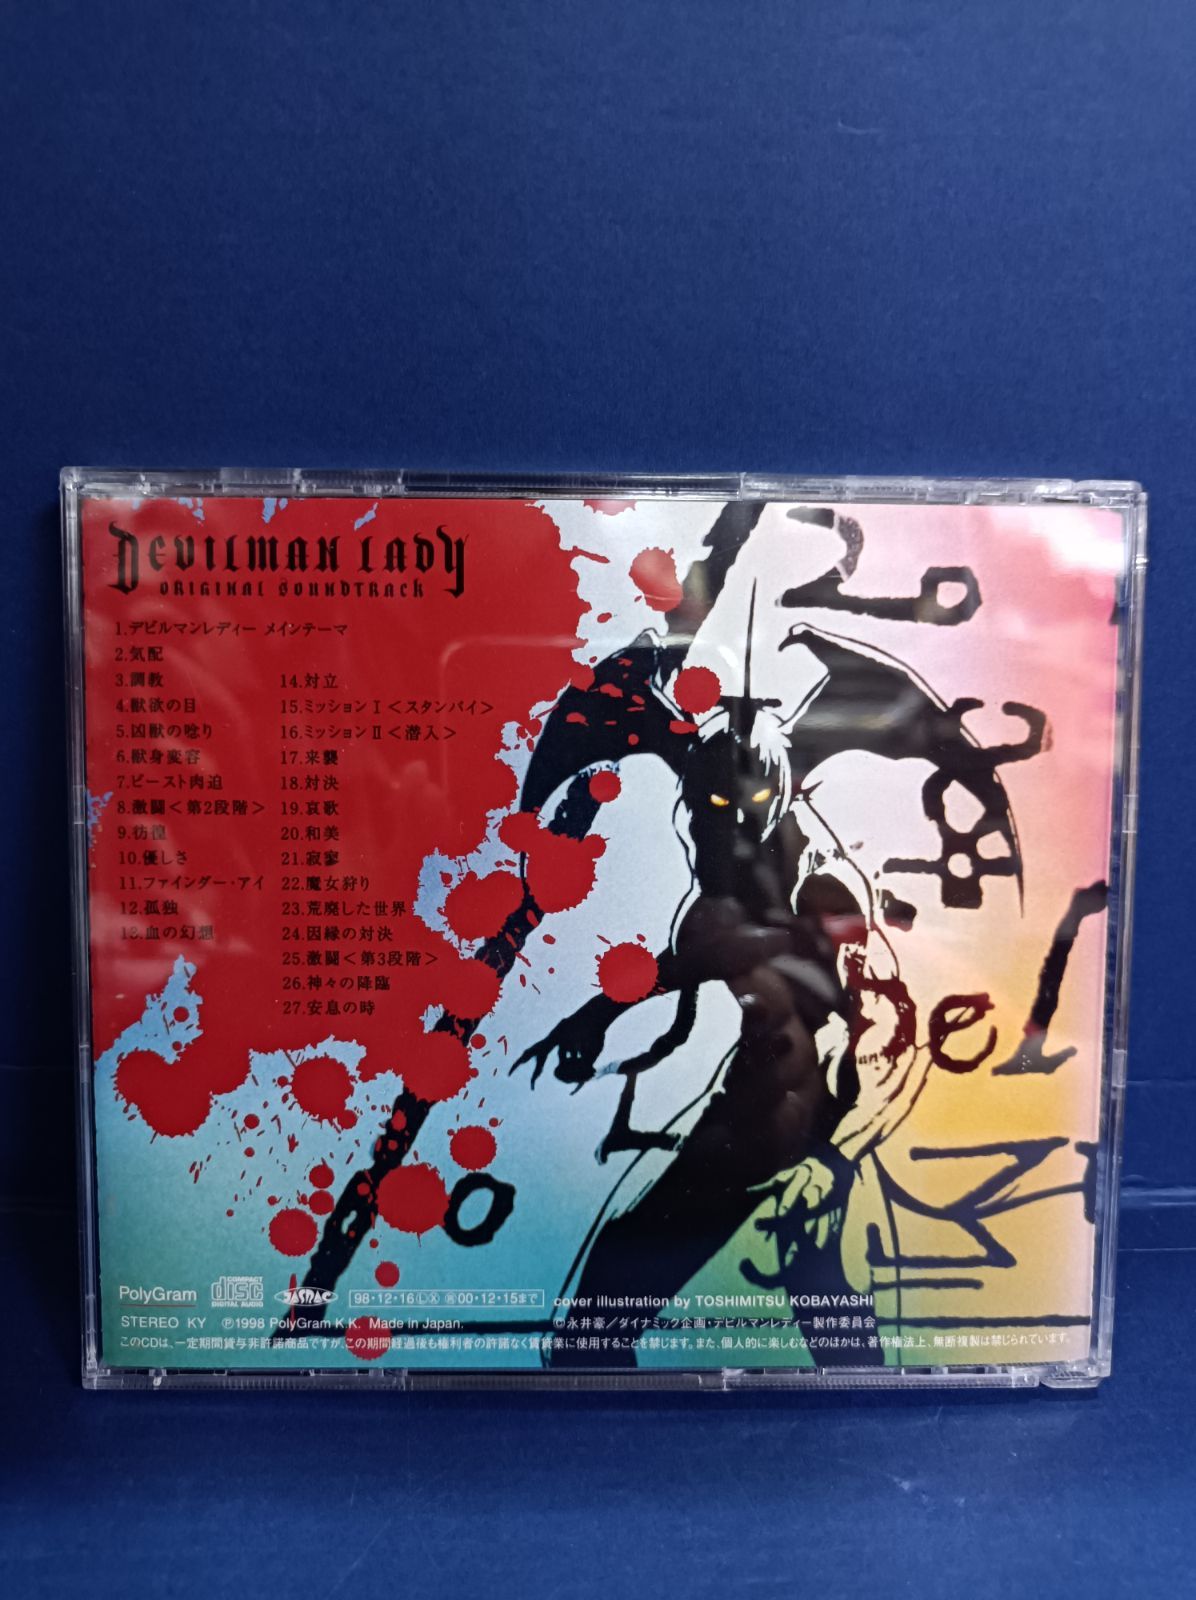 DEVILMAN LADY
ORIGINAL SOUNDTRACK
1.デビルマンレディー メインテーマ
2.気配
3.調教
4.獣欲の目
5.凶獣の唸り
6.獣身変容
7.ビースト肉迫
8.激闘<第2段階>
9.彷徨
10.優しさ
11.ファインダー・アイ
12.孤独
13.血の幻想
14.対立
15.ミッションⅠ<スタンバイ>
16.ミッションⅡ<潜入>
17.来襲
18.対決
19.哀歌
20.和美
21.寂寥
22.魔女狩り
23.荒廃した世界
24.因縁の対決
25.激闘<第3段階>
26.神々の降臨
27.安息の時
PolyGram
COMPACT disc DIGITAL AUDIO
JASRAC
98・12・16ⓁⓍ 00・12・15まで
cover illustration by TOSHIMITSU KOBAYASHI
STEREO KY ℗1998 PolyGram K.K. Made in Japan.
©永井豪/ダイナミック企画・デビルマンレディー製作委員会
このCDは、一定期間貸与非許諾商品ですが、この期間経過後も権利者の許諾なく賃貸業に使用することを禁じます。また、個人的に楽しむなどのほかは、著作権法上、無断複製は禁じられています。